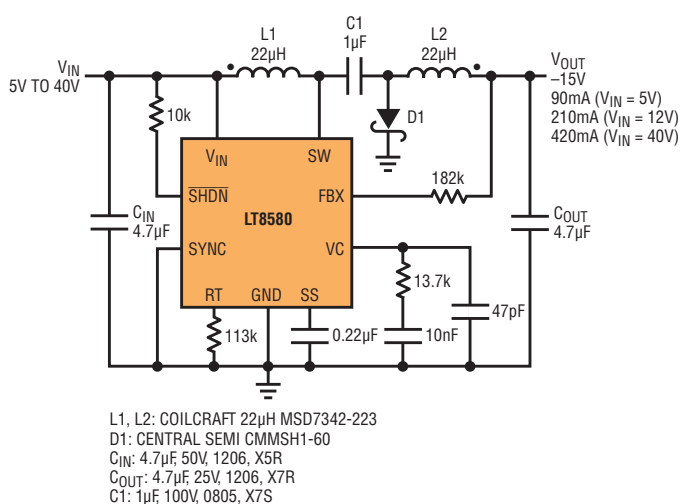 L1
22µH
C1
1µF
L2
22µH
VIN
5V TO 40V
VOUT
–15V
90mA (VIN = 5V)
210mA (VIN = 12V)
420mA (VIN = 40V)
10k
D1
VIN
SW
SHDN
FBX
182k
LT8580
CIN
4.7µF
COUT
4.7µF
SYNC
VC
13.7k
47pF
RT
GND
SS
113k
0.22µF
10nF
L1, L2: COILCRAFT 22µH MSD7342-223
D1: CENTRAL SEMI CMMSH1-60
CIN: 4.7µF, 50V, 1206, X5R
COUT: 4.7µF, 25V, 1206, X7R
C1: 1µF, 100V, 0805, X7S